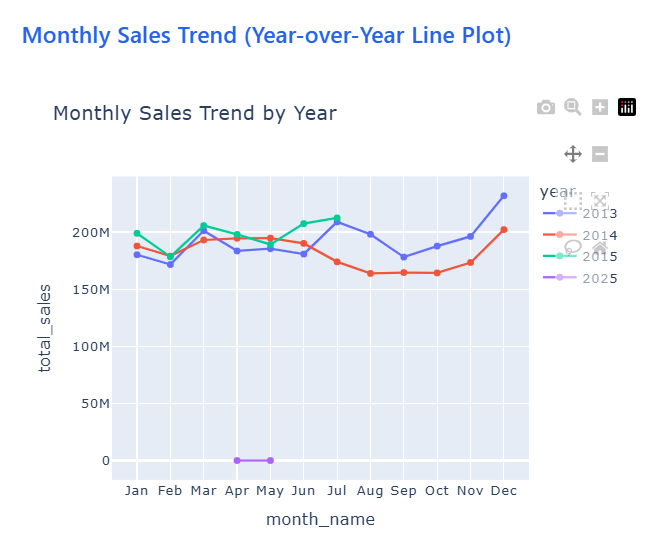 Monthly Sales Trend (Year-over-Year Line Plot)
Monthly Sales Trend by Year
year
2013
2014
2015
2025
total_sales
200M
150M
100M
50M
0
Jan Feb Mar Apr May Jun Jul Aug Sep Oct Nov Dec
month_name